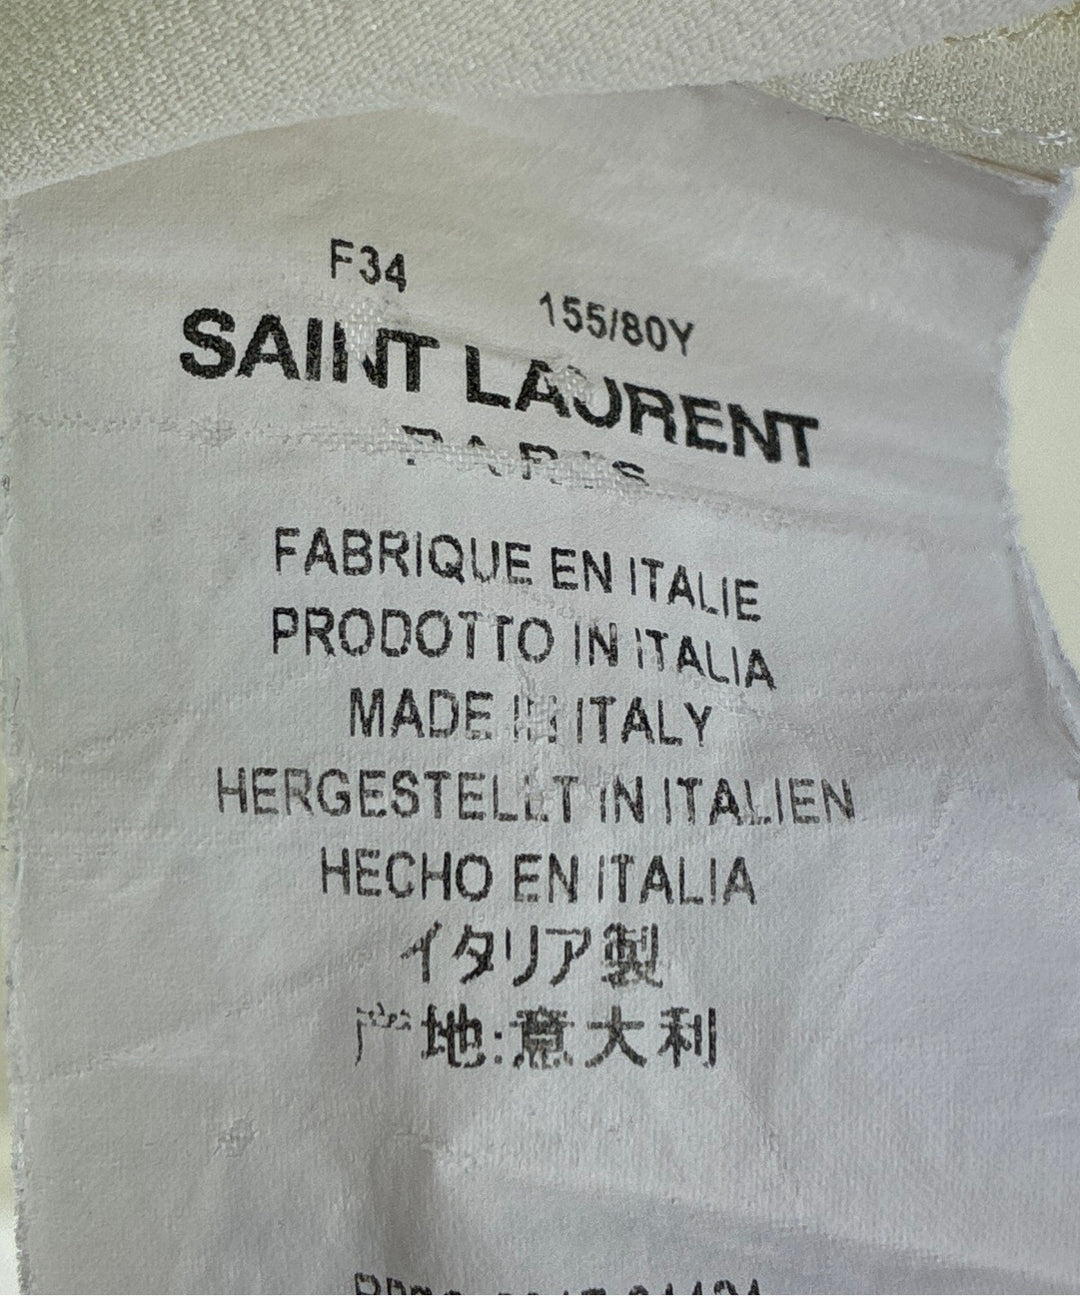 F34 155/80Y
SAINT LAURENT
PARIS
FABRIQUE EN ITALIE
PRODOTTO IN ITALIA
MADE IN ITALY
HERGESTELLT IN ITALIEN
HECHO EN ITALIA
イタリア製
产地:意大利